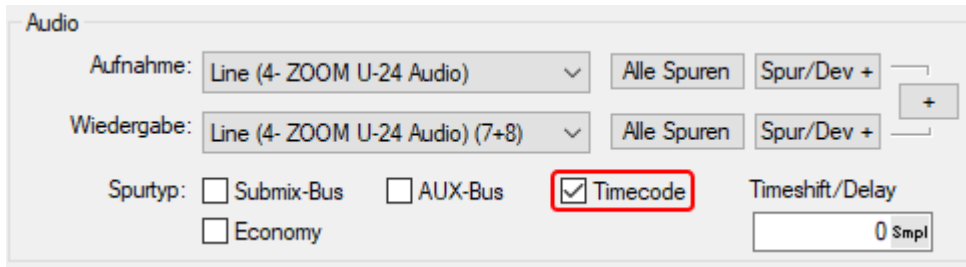 Audio
Aufnahme: Line (4- ZOOM U-24 Audio) Alle Spuren Spur/Dev +
+
Wiedergabe: Line (4- ZOOM U-24 Audio) (7+8) Alle Spuren Spur/Dev +
Spurtyp: Submix-Bus AUX-Bus Timecode Timeshift/Delay
Economy 0 Smpl